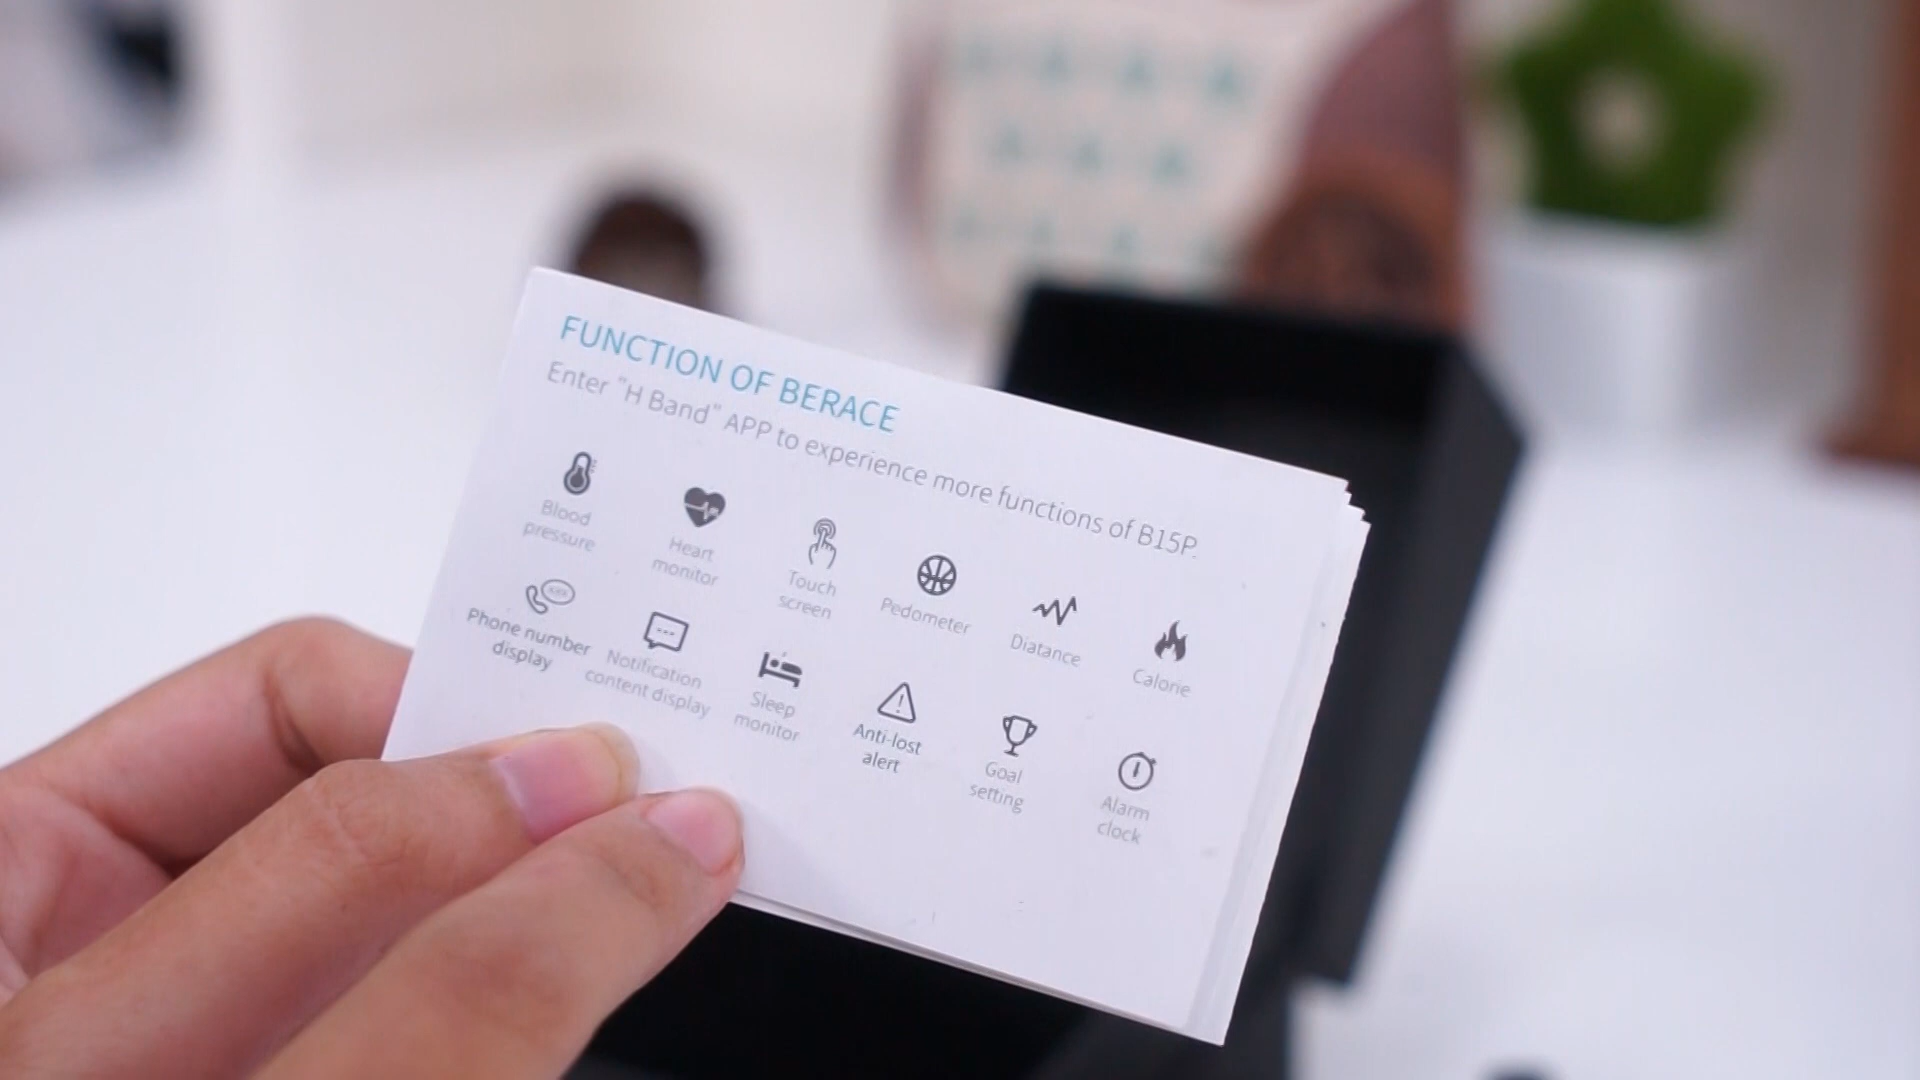 FUNCTION OF BERACE
Enter "H Band" APP to experience more functions of B15P.
Blood
pressure
Heart
monitor
Touch
screen
Pedometer
Diatance
Calorie
Phone number
display
Notification
content display
Sleep
monitor
Anti-lost
alert
Goal
setting
Alarm
clock